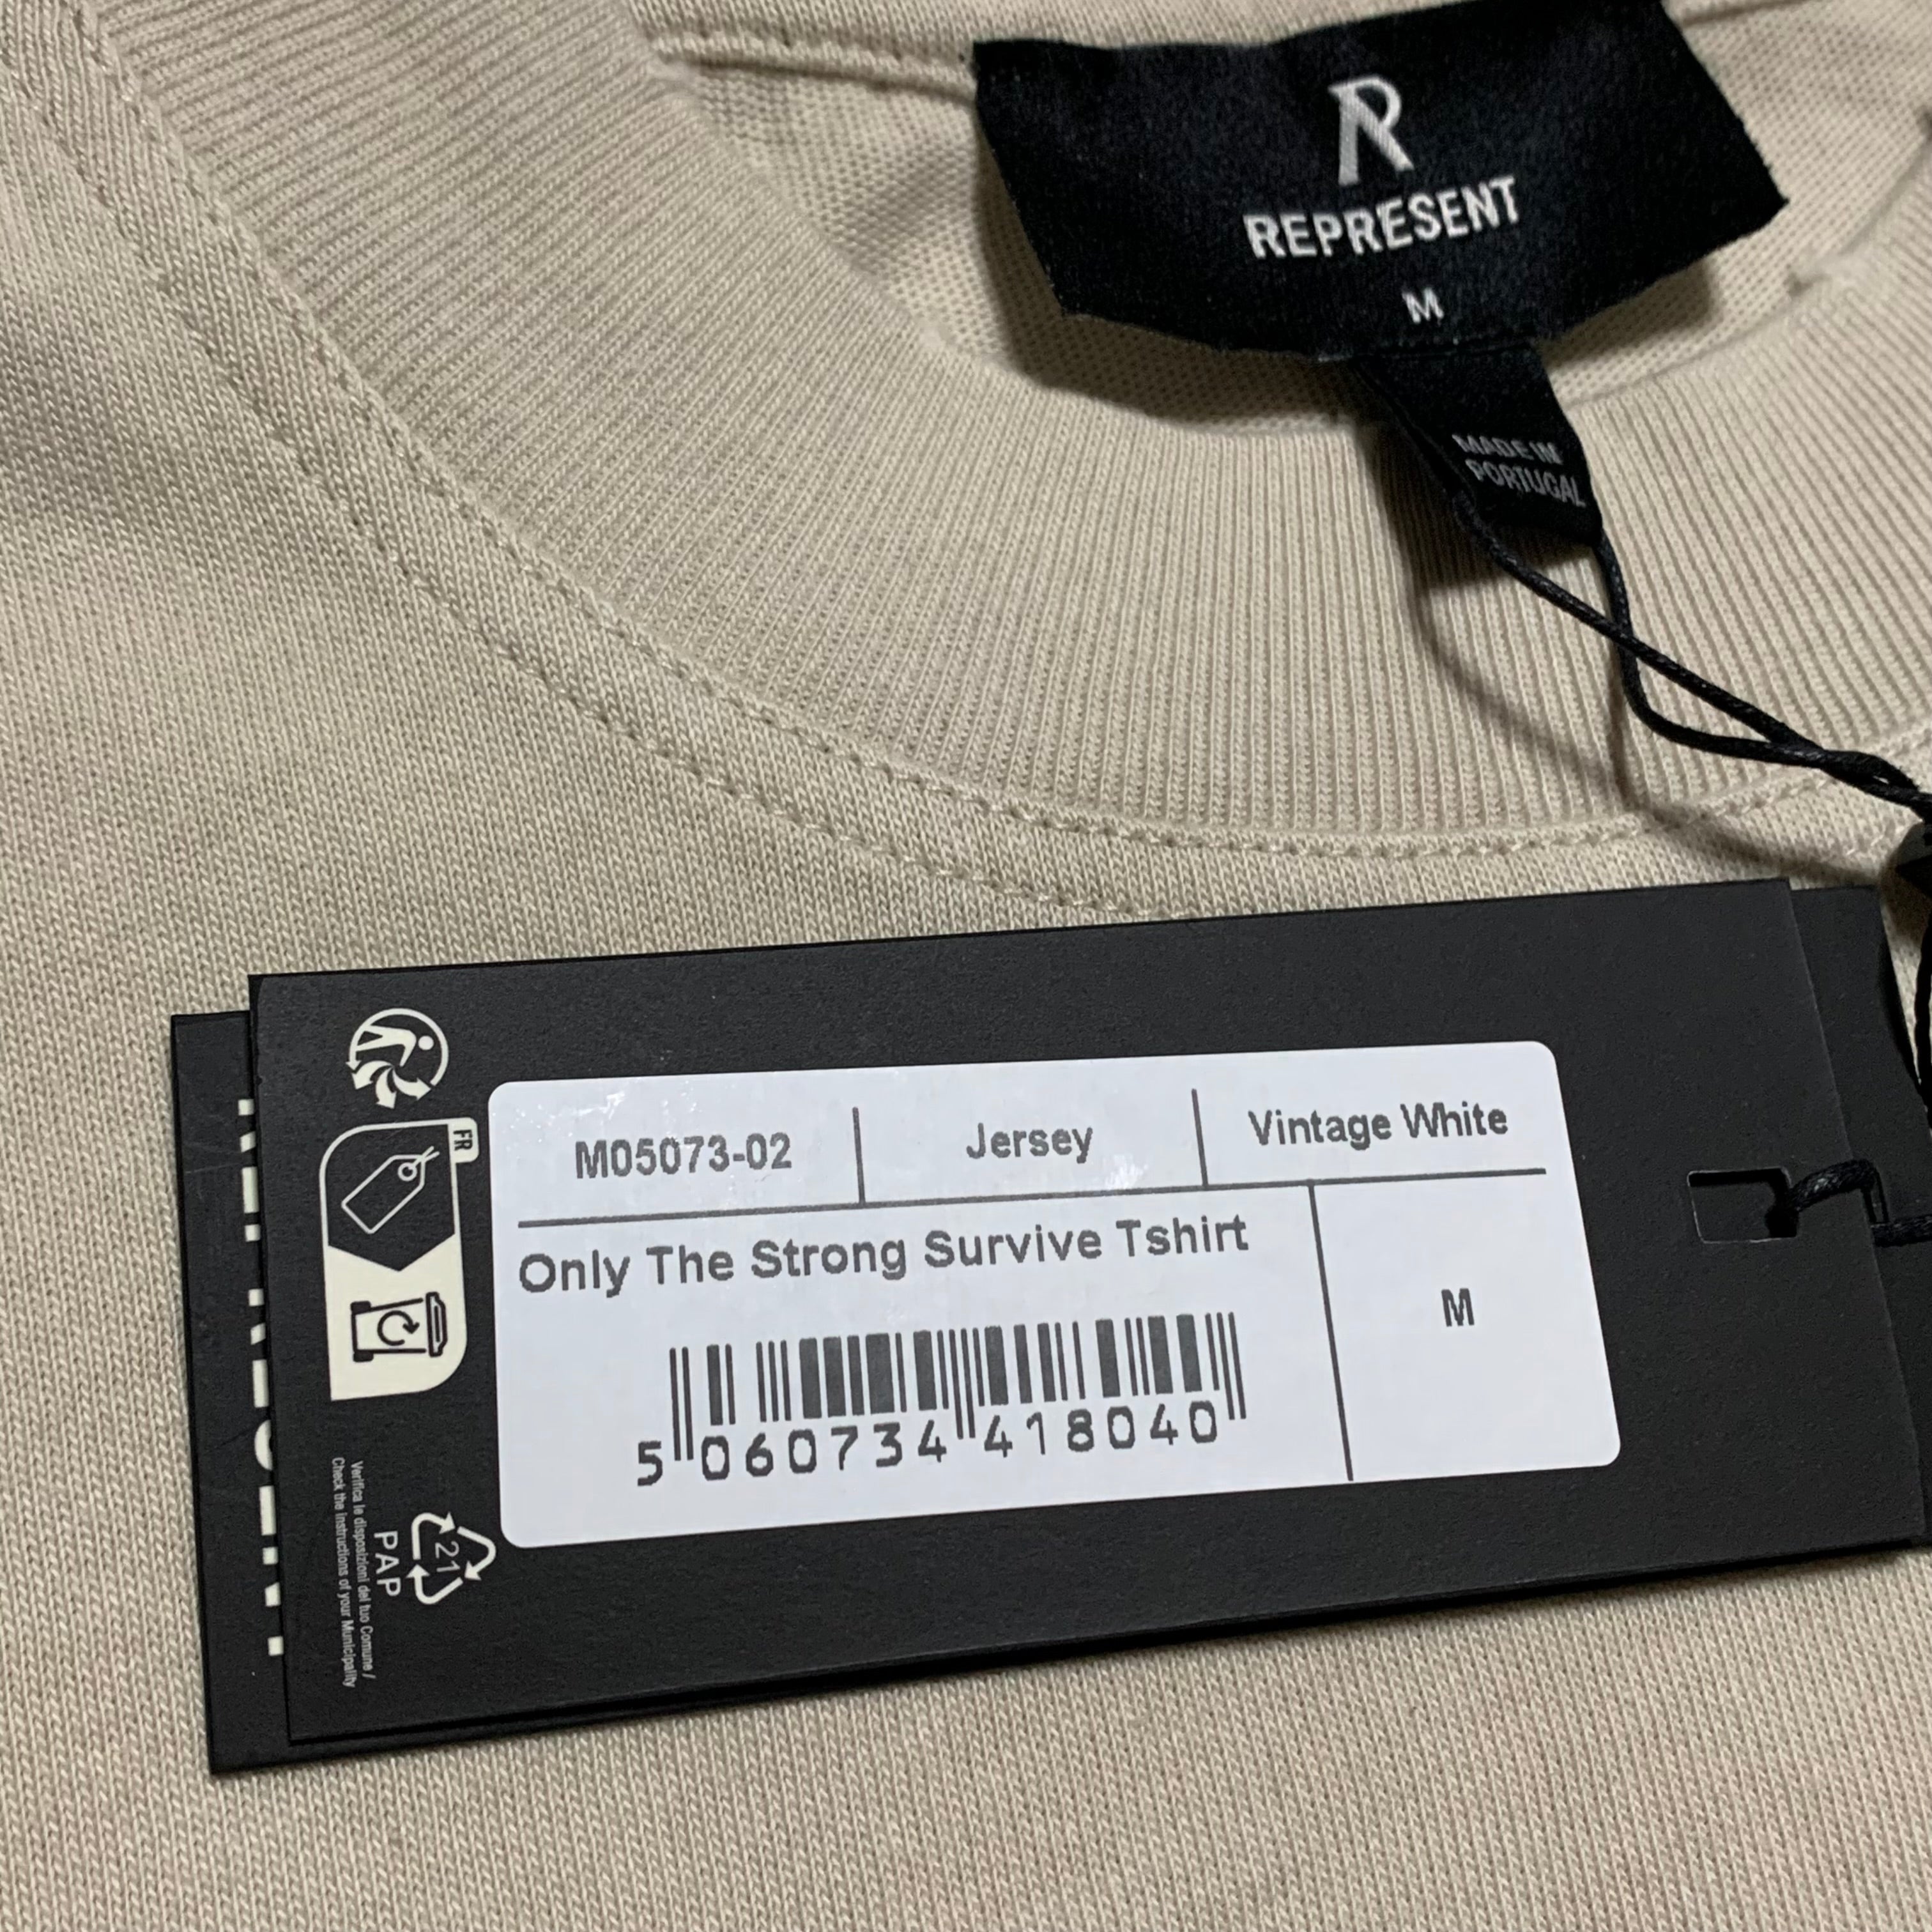 R
REPRESENT
M
MADE IN
PORTUGAL
M05073-02
Jersey
Vintage White
Only The Strong Survive Tshirt
M
5 060734 418040
FR
21
PAP
Verifica le disposizioni del tuo Comune /
Check the instructions of your Municipality